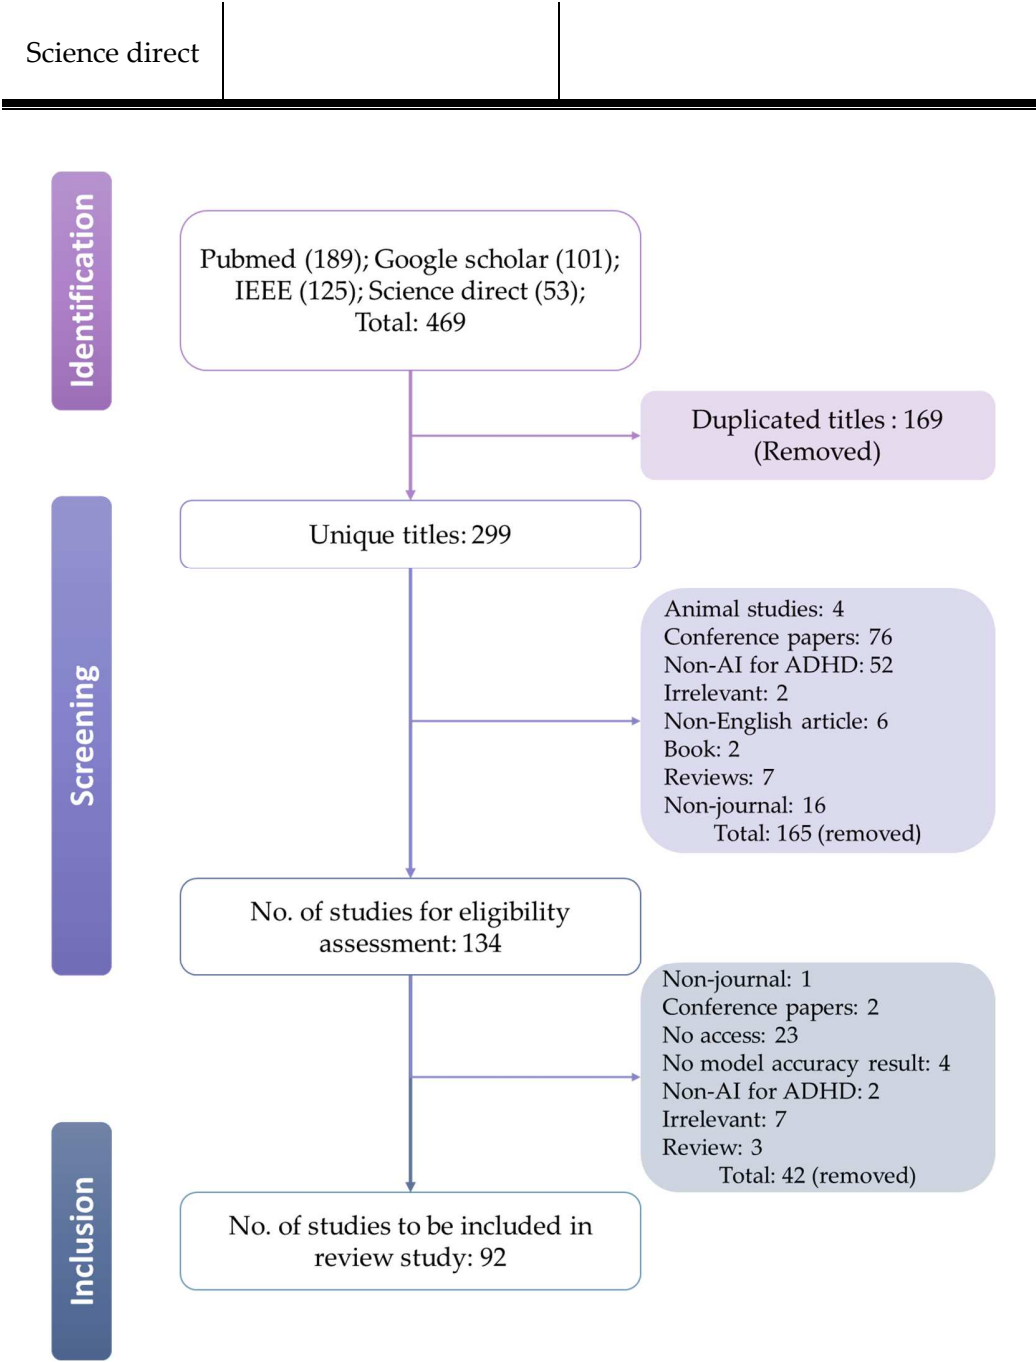 Science direct
Identification
Pubmed (189); Google scholar (101);
IEEE (125); Science direct (53);
Total: 469
Duplicated titles : 169
(Removed)
Screening
Unique titles: 299
Animal studies: 4
Conference papers: 76
Non-AI for ADHD: 52
Irrelevant: 2
Non-English article: 6
Book: 2
Reviews: 7
Non-journal: 16
Total: 165 (removed)
No. of studies for eligibility
assessment: 134
Non-journal: 1
Conference papers: 2
No access: 23
No model accuracy result: 4
Non-AI for ADHD: 2
Irrelevant: 7
Review: 3
Total: 42 (removed)
Inclusion
No. of studies to be included in
review study: 92